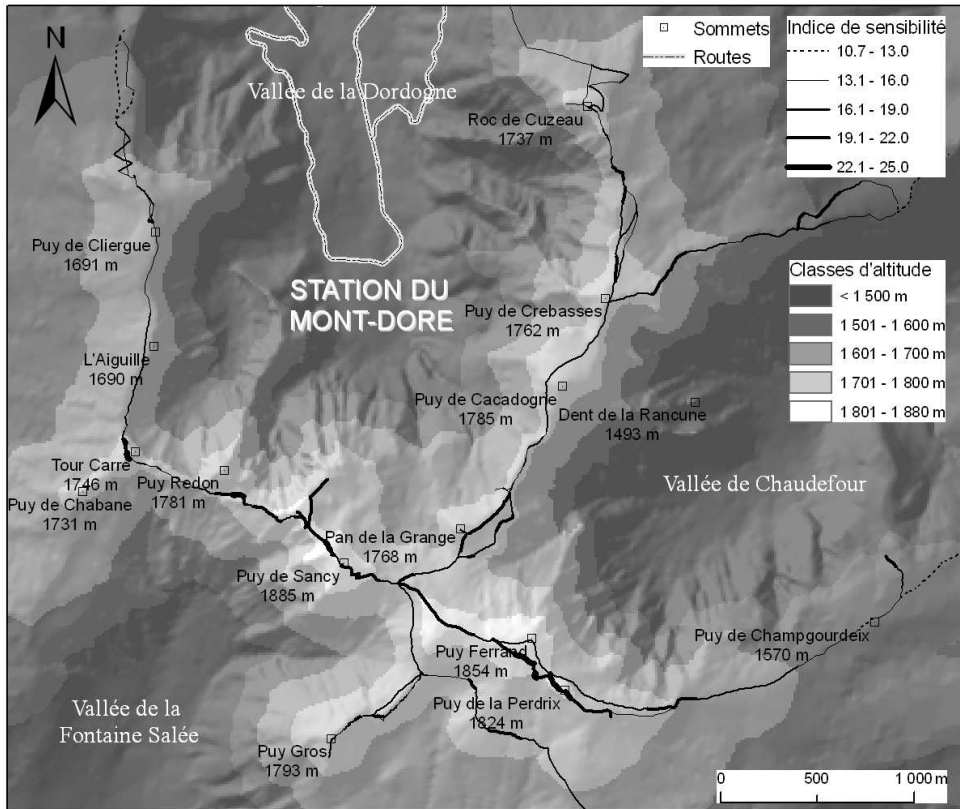 N
Sommets
Routes
Indice de sensibilité
10.7 - 13.0
13.1 - 16.0
16.1 - 19.0
19.1 - 22.0
22.1 - 25.0
Vallée de la Dordogne
Roc de Cuzeau
1737 m
Puy de Cliergue
1691 m
STATION DU
MONT-DORE
Puy de Crebasses
1762 m
Classes d'altitude
< 1 500 m
1 501 - 1 600 m
1 601 - 1 700 m
1 701 - 1 800 m
1 801 - 1 880 m
L'Aiguille
1690 m
Puy de Cacadogne
1785 m
Dent de la Rancune
1493 m
Tour Carré
1746 m
Puy de Chabane
1731 m
Puy Redon
1781 m
Vallée de Chaudefour
Pan de la Grange
1768 m
Puy de Sancy
1885 m
Puy Ferrand
1854 m
Puy de Champgourdeix
1570 m
Puy de la Perdrix
1824 m
Vallée de la
Fontaine Salée
Puy Gros
1793 m
0 500 1 000 m